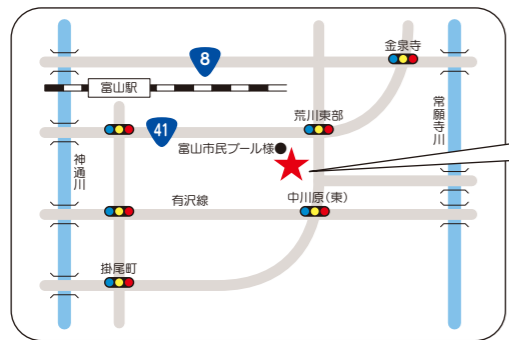 金泉寺
8
富山駅
荒川東部
41
常願寺川
富山市民プール様
神通川
有沢線
中川原(東)
掛尾町